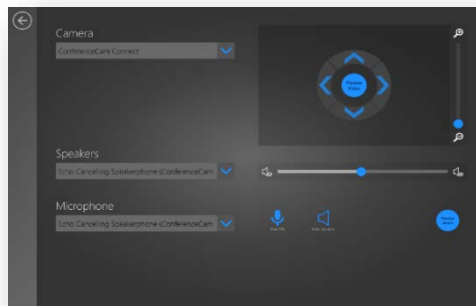 Camera
ConferenceCam Connect
Preview
Video
Speakers
Echo Cancelling Speakerphone (ConferenceCam
Microphone
Echo Cancelling Speakerphone (ConferenceCam